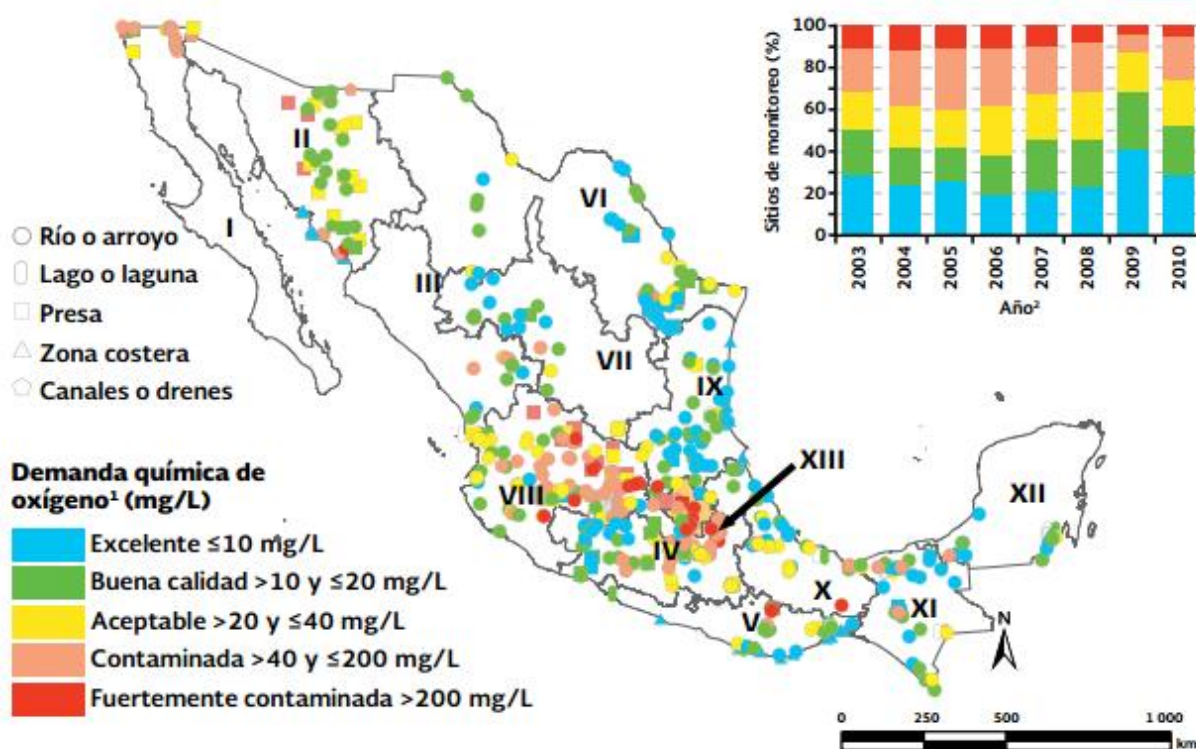 100
80
60
40
20
0
Sitios de monitoreo (%)
2003
2004
2005
2006
2007
2008
2009
2010
Año²
I
II
III
VI
VII
IX
VIII
IV
V
X
XI
XII
XIII
Río o arroyo
Lago o laguna
Presa
Zona costera
Canales o drenes
Demanda química de
oxígeno¹ (mg/L)
Excelente ≤10 mg/L
Buena calidad >10 y ≤20 mg/L
Aceptable >20 y ≤40 mg/L
Contaminada >40 y ≤200 mg/L
Fuertemente contaminada >200 mg/L
N
0 250 500 1 000
km